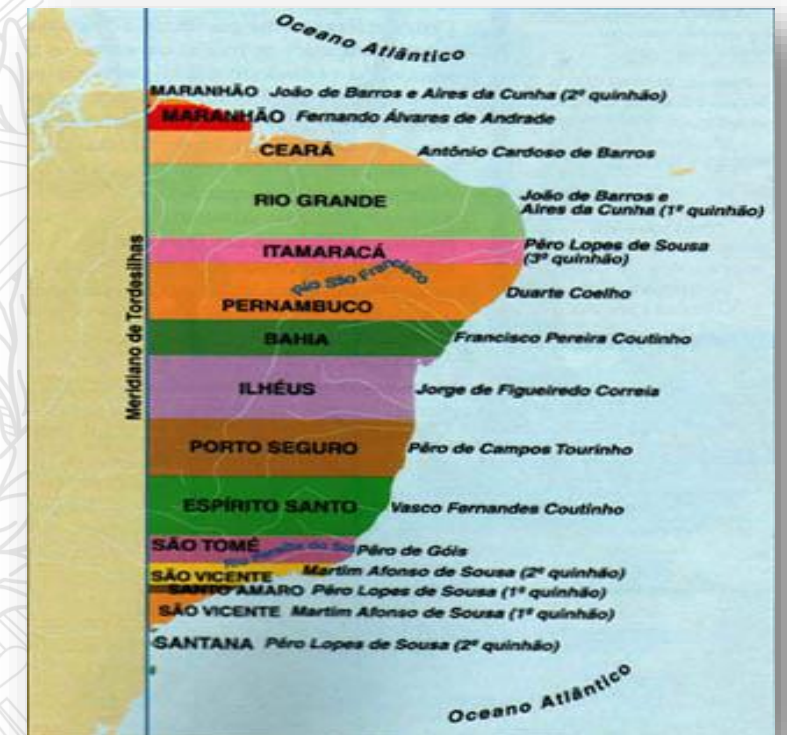 Oceano Atlântico
MARANHÃO João de Barros e Aires da Cunha (2º quinhão)
MARANHÃO Fernando Álvares de Andrade
CEARÁ Antônio Cardoso de Barros
RIO GRANDE João de Barros e
Aires da Cunha (1º quinhão)
ITAMARACÁ Pêro Lopes de Sousa
(3º quinhão)
Rio São Francisco
PERNAMBUCO Duarte Coelho
BAHIA Francisco Pereira Coutinho
Meridiano de Tordesilhas
ILHÉUS Jorge de Figueiredo Correia
PORTO SEGURO Pêro de Campos Tourinho
ESPÍRITO SANTO Vasco Fernandes Coutinho
SÃO TOMÉ Pêro de Góis
Rio Paraíba do Sul
SÃO VICENTE Martim Afonso de Sousa (2º quinhão)
SANTO AMARO Pêro Lopes de Sousa (1º quinhão)
SÃO VICENTE Martim Afonso de Sousa (1º quinhão)
SANTANA Pêro Lopes de Sousa (2º quinhão)
Oceano Atlântico